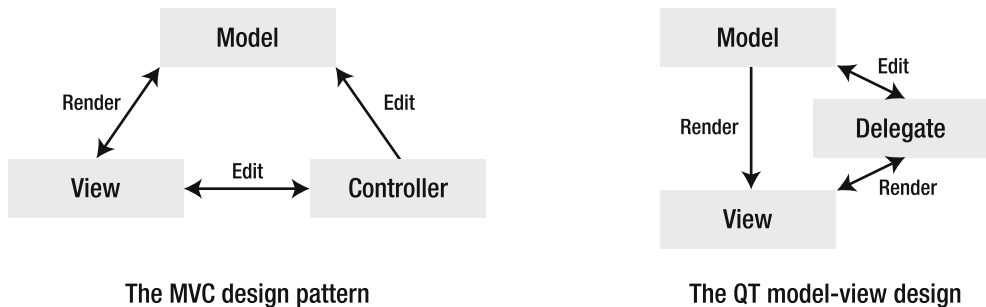 Model
Render
Edit
View
Edit
Controller
The MVC design pattern
Model
Edit
Render
Delegate
Render
View
The QT model-view design